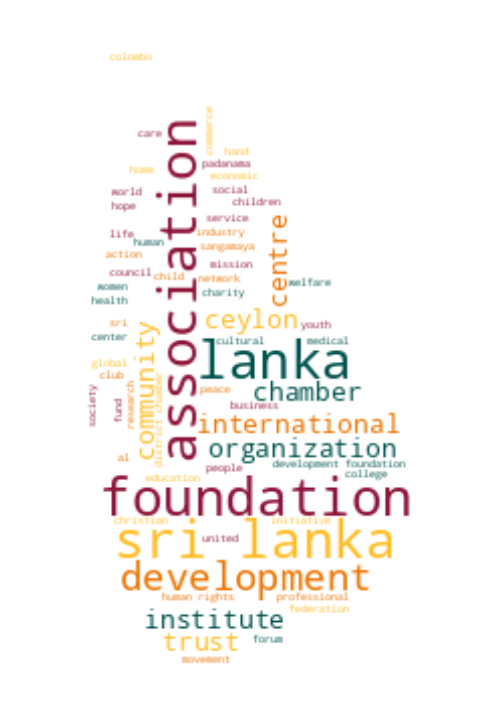 colombo
commerce
association
care
hand
padanama
home
economic
world
social
hope
children
service
centre
life
industry
human
sangamaya
action
mission
council
child
network
welfare
women
charity
health
ceylon
sri
youth
community
center
cultural
medical
lanka
global
club
research
district chamber
society
peace
chamber
fund
business
international
organization
al
people
development foundation
education
college
foundation
christian
initiative
sri lanka
united
development
human rights
professional
federation
institute
trust
forum
movement